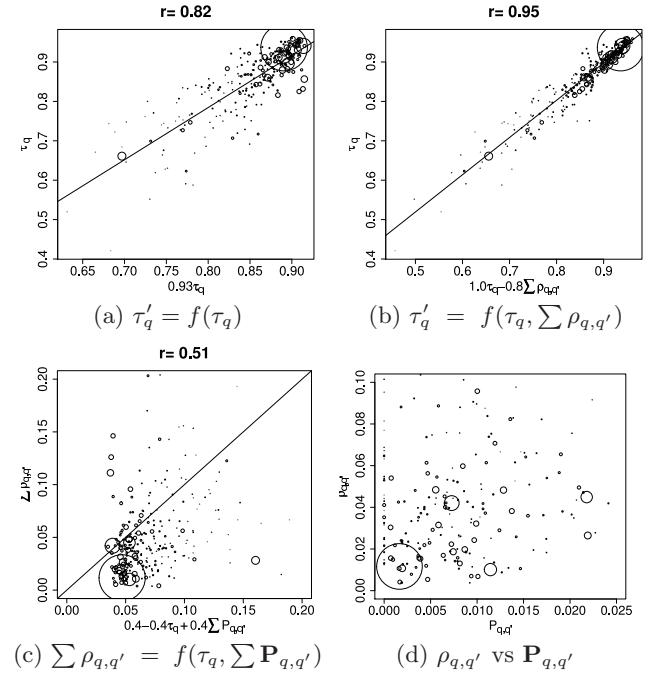 r= 0.82
r= 0.95
τ'q
0.4 0.5 0.6 0.7 0.8 0.9
0.65 0.70 0.75 0.80 0.85 0.90
0.93τq
τ'q
0.4 0.5 0.6 0.7 0.8 0.9
0.5 0.6 0.7 0.8 0.9
1.0τq−0.8∑ρq,q'
(a) τ′q = f(τq)
(b) τ′q = f(τq, ∑ ρq,q′)
r= 0.51
∑ρq,q'
0.00 0.05 0.10 0.15 0.20
0.00 0.05 0.10 0.15 0.20
0.4−0.4τq+0.4∑Pq,q'
ρq,q'
0.00 0.02 0.04 0.06 0.08 0.10
0.000 0.005 0.010 0.015 0.020 0.025
Pq,q'
(c) ∑ ρq,q′ = f(τq, ∑ Pq,q′)
(d) ρq,q′ vs Pq,q′